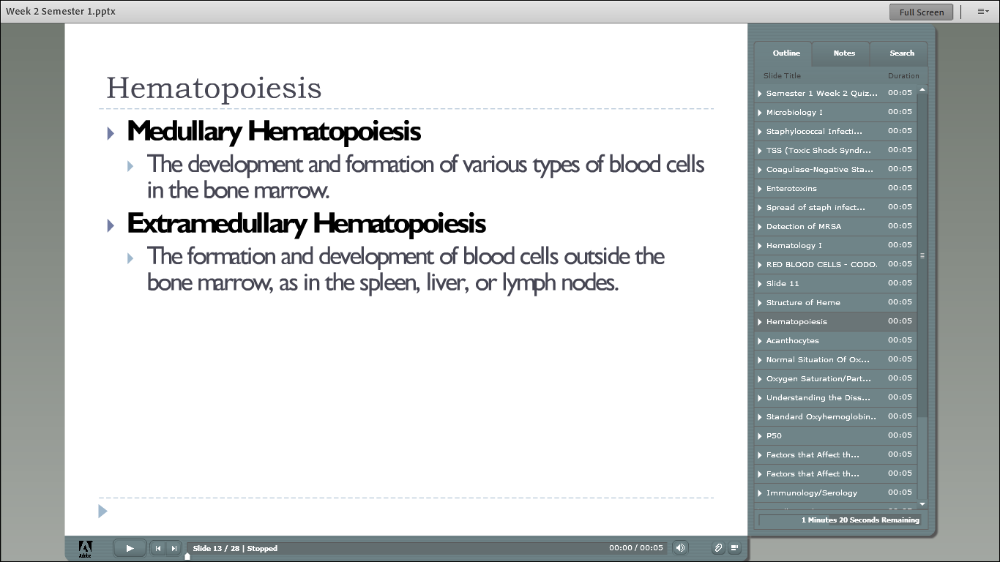 Week 2 Semester 1.pptx
Full Screen
Hematopoiesis
Medullary Hematopoiesis
The development and formation of various types of blood cells
in the bone marrow.
Extramedullary Hematopoiesis
The formation and development of blood cells outside the
bone marrow, as in the spleen, liver, or lymph nodes.
Outline Notes Search
Slide Title Duration
Semester 1 Week 2 Quiz... 00:05
Microbiology I 00:05
Staphylococcal Infecti... 00:05
TSS (Toxic Shock Syndr... 00:05
Coagulase-Negative Sta... 00:05
Enterotoxins 00:05
Spread of staph infect... 00:05
Detection of MRSA 00:05
Hematology I 00:05
RED BLOOD CELLS - CODO. 00:05
Slide 11 00:05
Structure of Heme 00:05
Hematopoiesis 00:05
Acanthocytes 00:05
Normal Situation Of Ox... 00:05
Oxygen Saturation/Part... 00:05
Understanding the Diss... 00:05
Standard Oxyhemoglobin.. 00:05
P50 00:05
Factors that Affect th... 00:05
Factors that Affect th... 00:05
Immunology/Serology 00:05
1 Minutes 20 Seconds Remaining
Adobe
Slide 13 / 28 | Stopped
00:00 / 00:05